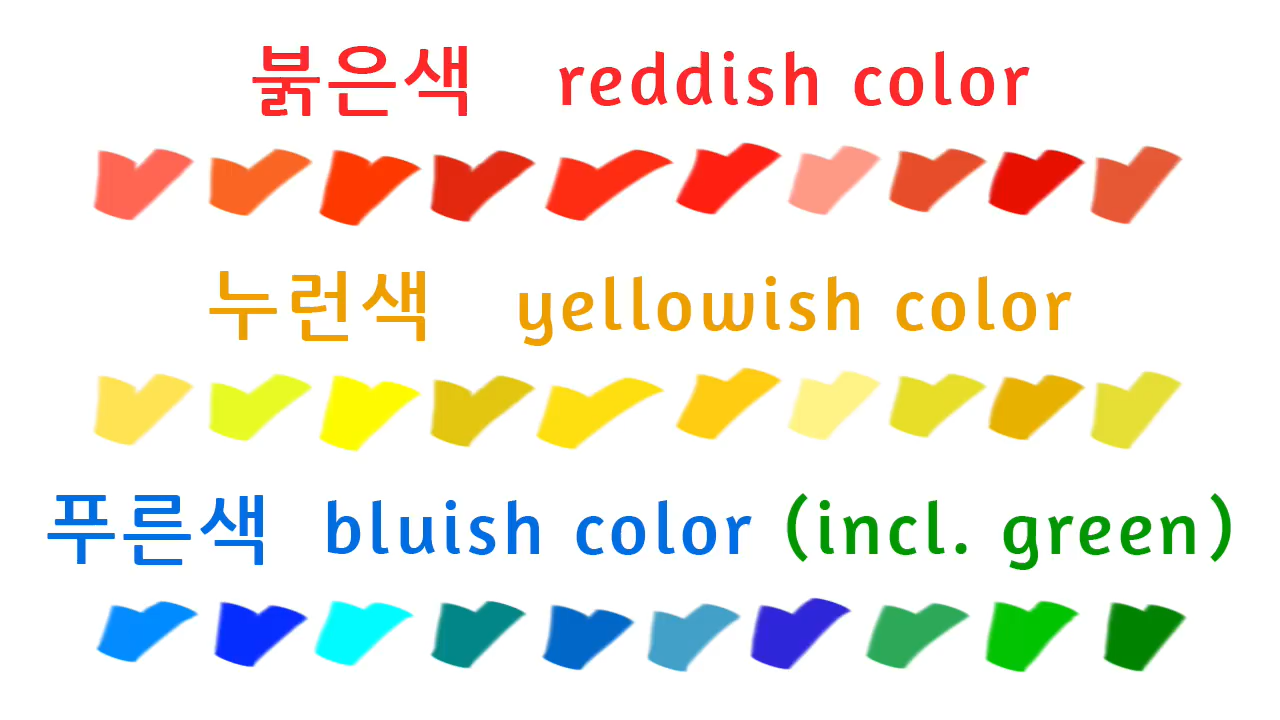 붉은색 reddish color
누런색 yellowish color
푸른색 bluish color (incl. green)